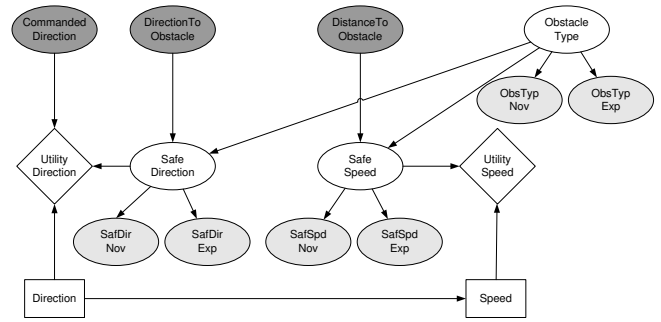 Commanded
Direction
DirectionTo
Obstacle
DistanceTo
Obstacle
Obstacle
Type
ObsTyp
Nov
ObsTyp
Exp
Utility
Direction
Safe
Direction
Safe
Speed
Utility
Speed
SafDir
Nov
SafDir
Exp
SafSpd
Nov
SafSpd
Exp
Direction
Speed